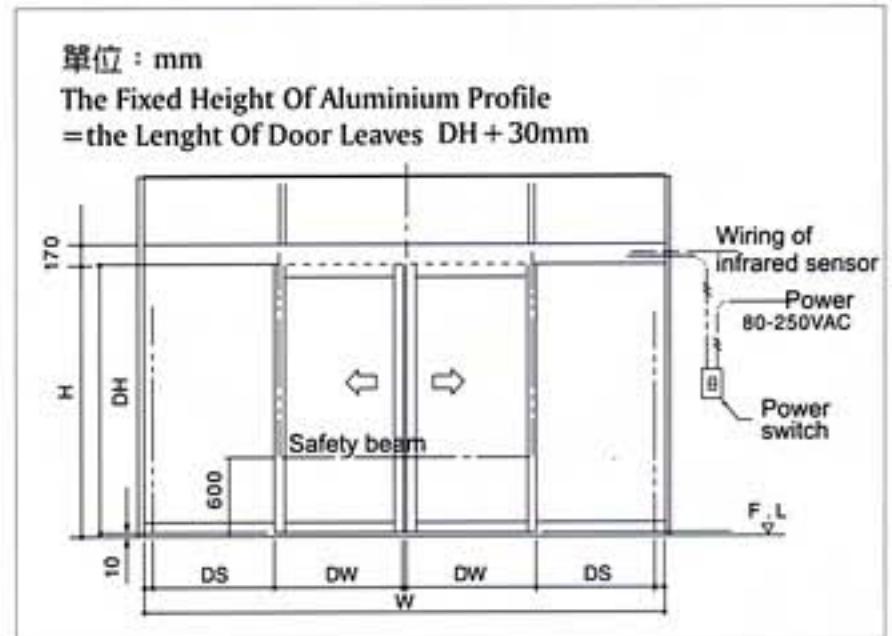 單位：mm
The Fixed Height Of Aluminium Profile
=the Lenght Of Door Leaves DH+30mm
170
Wiring of
infrared sensor
Power
80-250VAC
H
DH
Power
switch
Safety beam
600
F.L
10
DS
DW
DW
DS
W